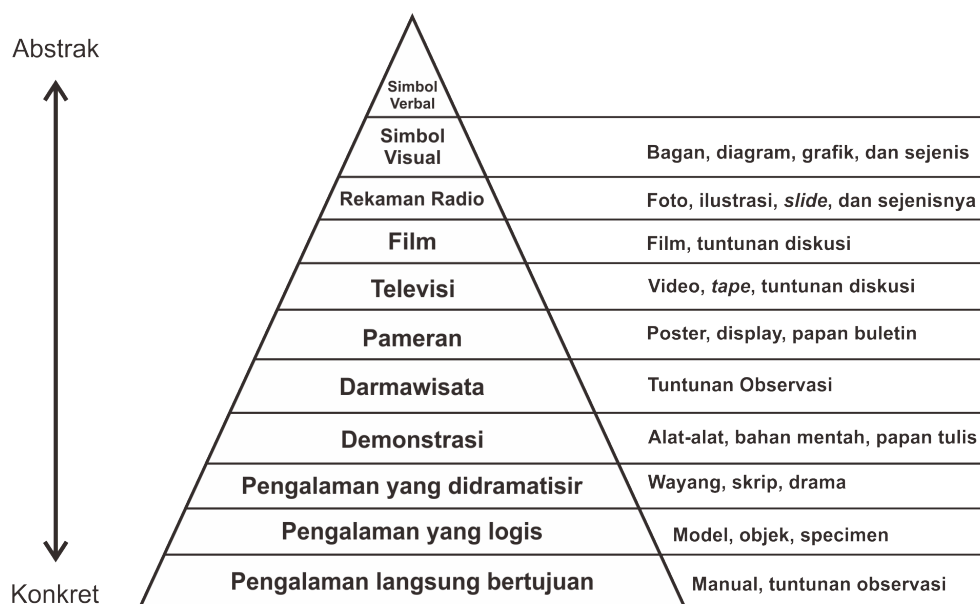 Abstrak
Simbol
Verbal
Simbol
Visual
Bagan, diagram, grafik, dan sejenis
Rekaman Radio
Foto, ilustrasi, slide, dan sejenisnya
Film
Film, tuntunan diskusi
Televisi
Video, tape, tuntunan diskusi
Pameran
Poster, display, papan buletin
Darmawisata
Tuntunan Observasi
Demonstrasi
Alat-alat, bahan mentah, papan tulis
Pengalaman yang didramatisir
Wayang, skrip, drama
Pengalaman yang logis
Model, objek, specimen
Pengalaman langsung bertujuan
Manual, tuntunan observasi
Konkret